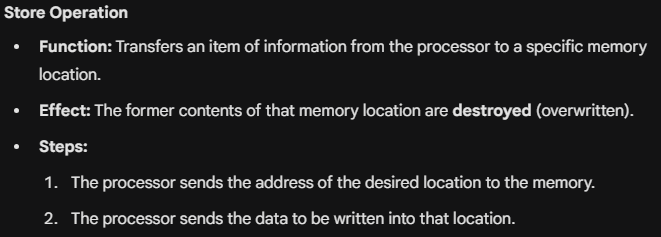 Store Operation
• Function: Transfers an item of information from the processor to a specific memory
location.
• Effect: The former contents of that memory location are destroyed (overwritten).
• Steps:
1. The processor sends the address of the desired location to the memory.
2. The processor sends the data to be written into that location.